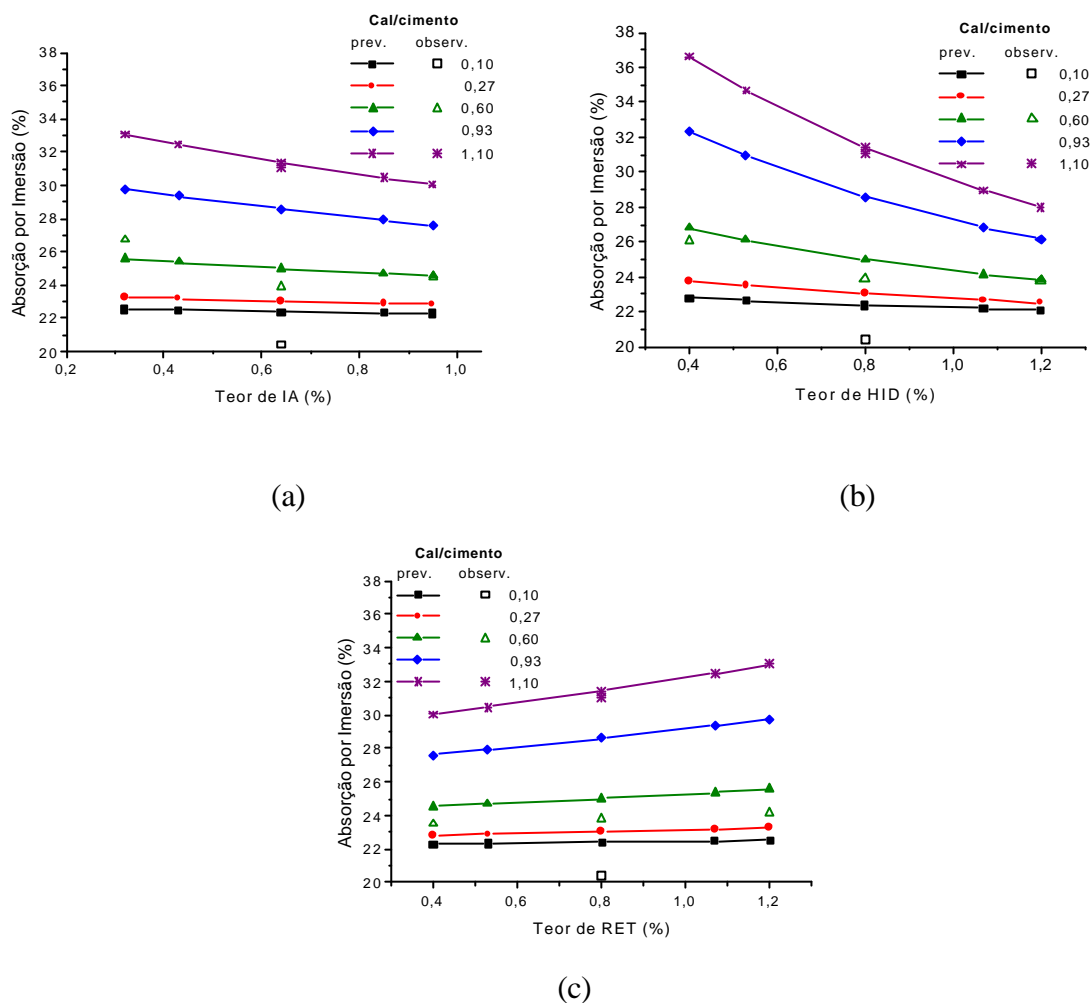 Cal/cimento
prev. observ.
0,10
0,27
0,60
0,93
1,10
38
36
34
32
30
28
26
24
22
20
Absorção por Imersão (%)
0,2 0,4 0,6 0,8 1,0
Teor de IA (%)
(a)
Cal/cimento
prev. observ.
0,10
0,27
0,60
0,93
1,10
38
36
34
32
30
28
26
24
22
20
Absorção por Imersão (%)
0,4 0,6 0,8 1,0 1,2
Teor de HID (%)
(b)
Cal/cimento
prev. observ.
0,10
0,27
0,60
0,93
1,10
38
36
34
32
30
28
26
24
22
20
Absorção por Imersão (%)
0,4 0,6 0,8 1,0 1,2
Teor de RET (%)
(c)